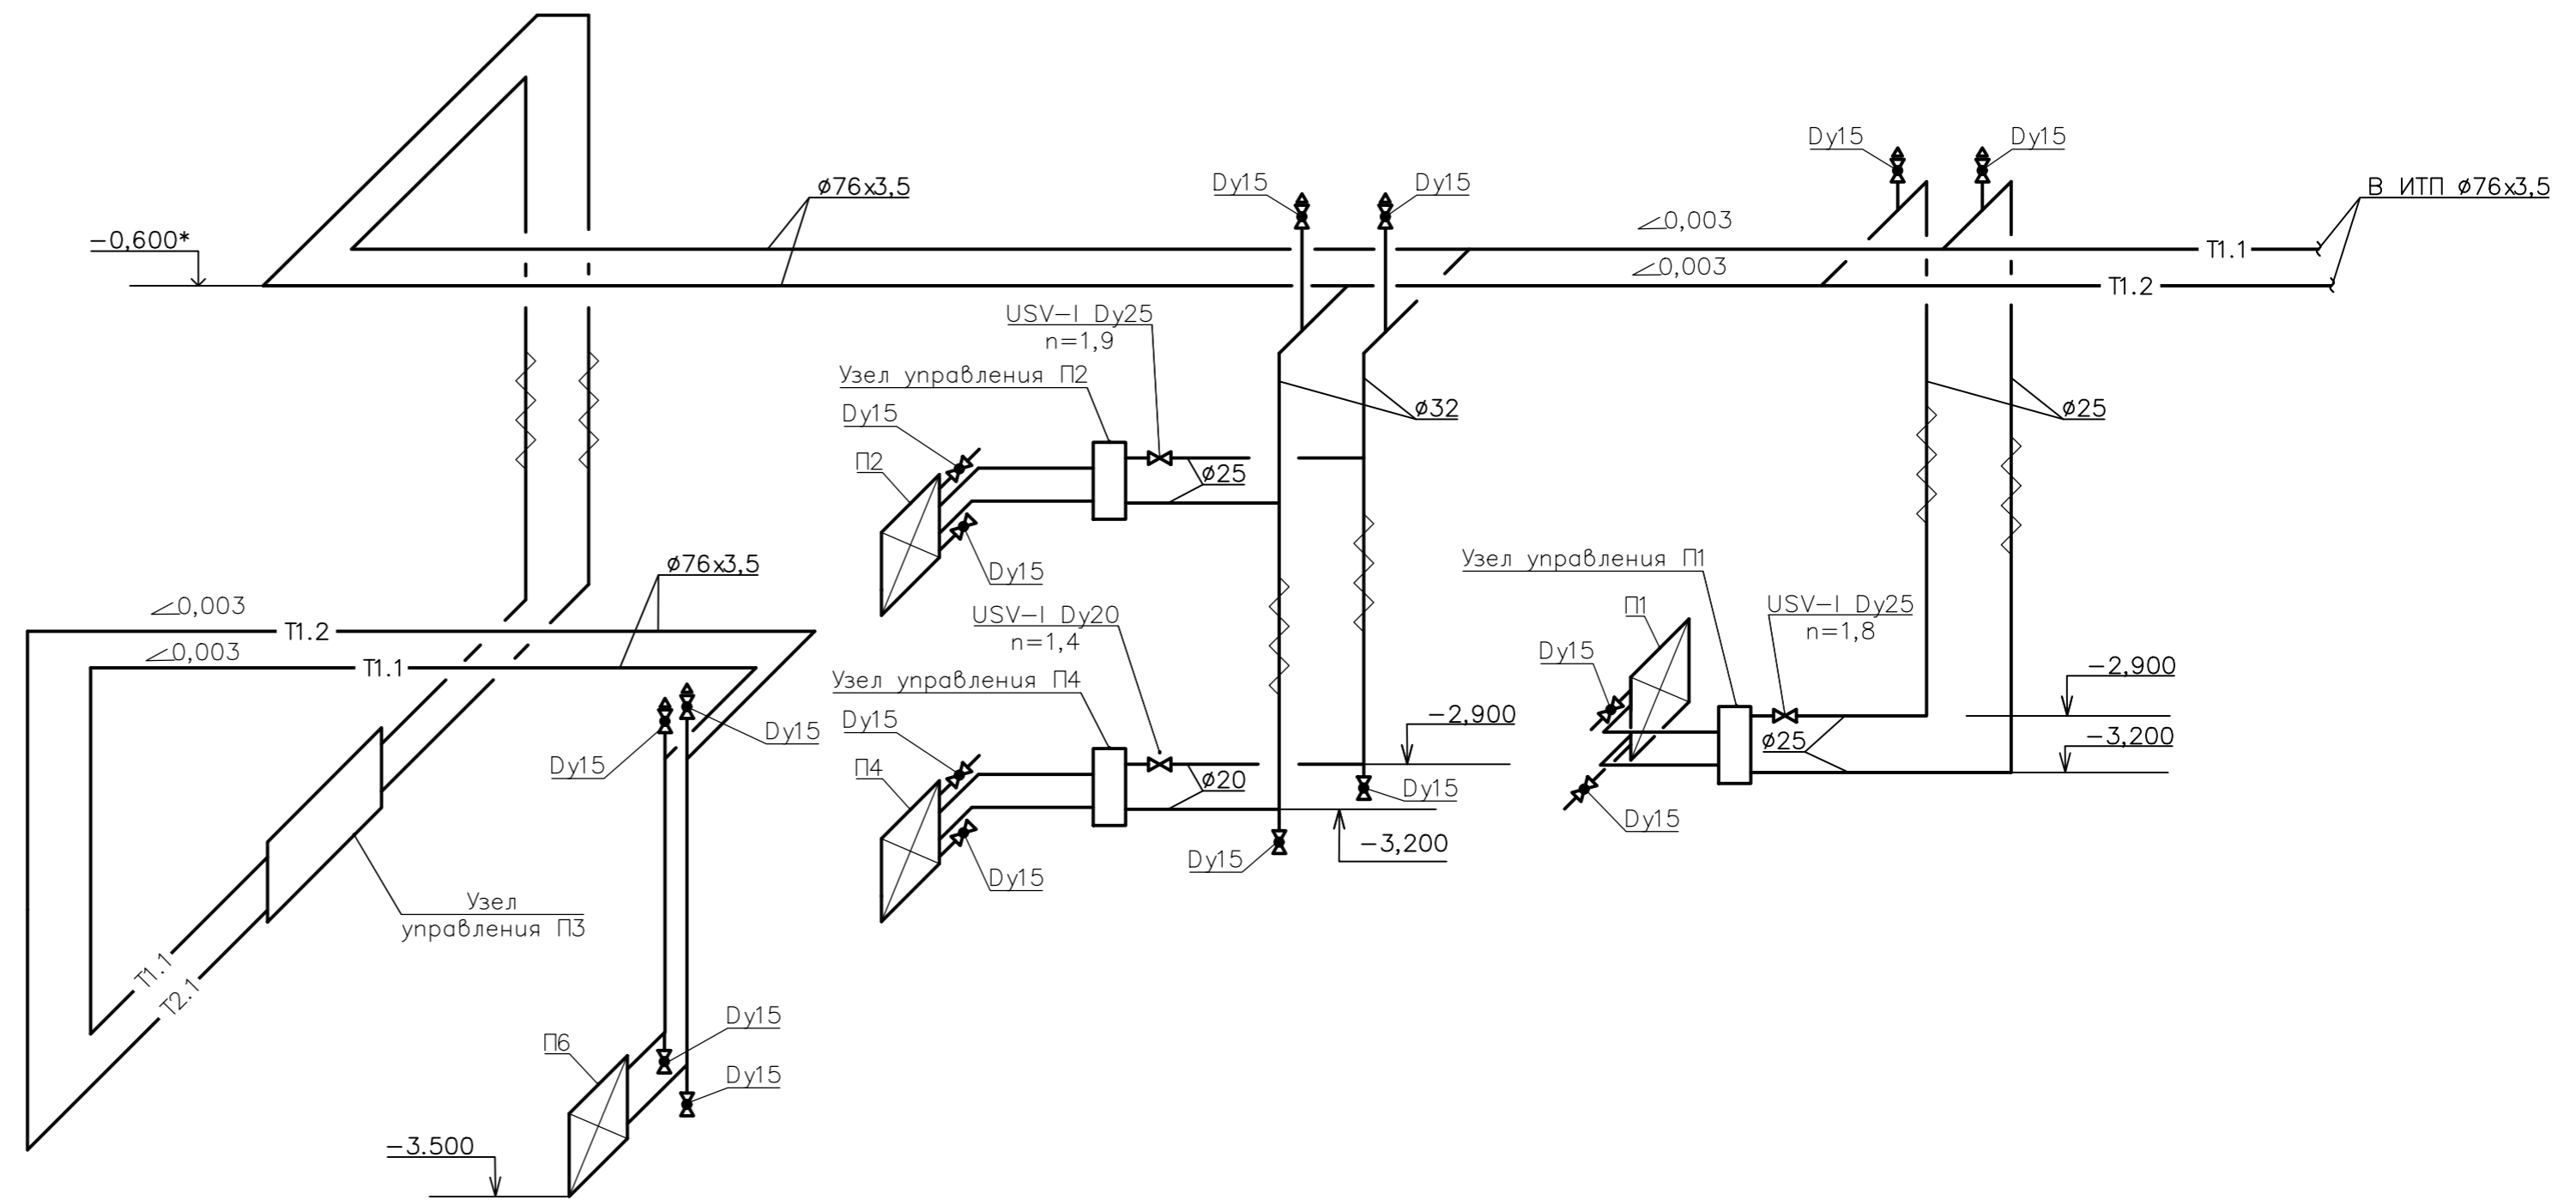 Dy15
Dy15
Dy15
Dy15
ø76x3,5
В ИТП ø76x3,5
∠0,003
-0,600*
T1.1
∠0,003
T1.2
USV-I Dy25
n=1,9
Узел управления П2
Dy15
ø32
ø25
П2
ø25
Dy15
Узел управления П1
ø76x3,5
∠0,003
T1.2
∠0,003
T1.1
USV-I Dy20
n=1,4
П1
USV-I Dy25
n=1,8
Dy15
-2,900
Узел управления П4
Dy15
-2,900
Dy15
-3,200
ø25
Dy15
П4
ø20
Dy15
Dy15
-3,200
Dy15
Dy15
Узел
управления П3
T1.1
T2.1
Dy15
П6
Dy15
-3.500